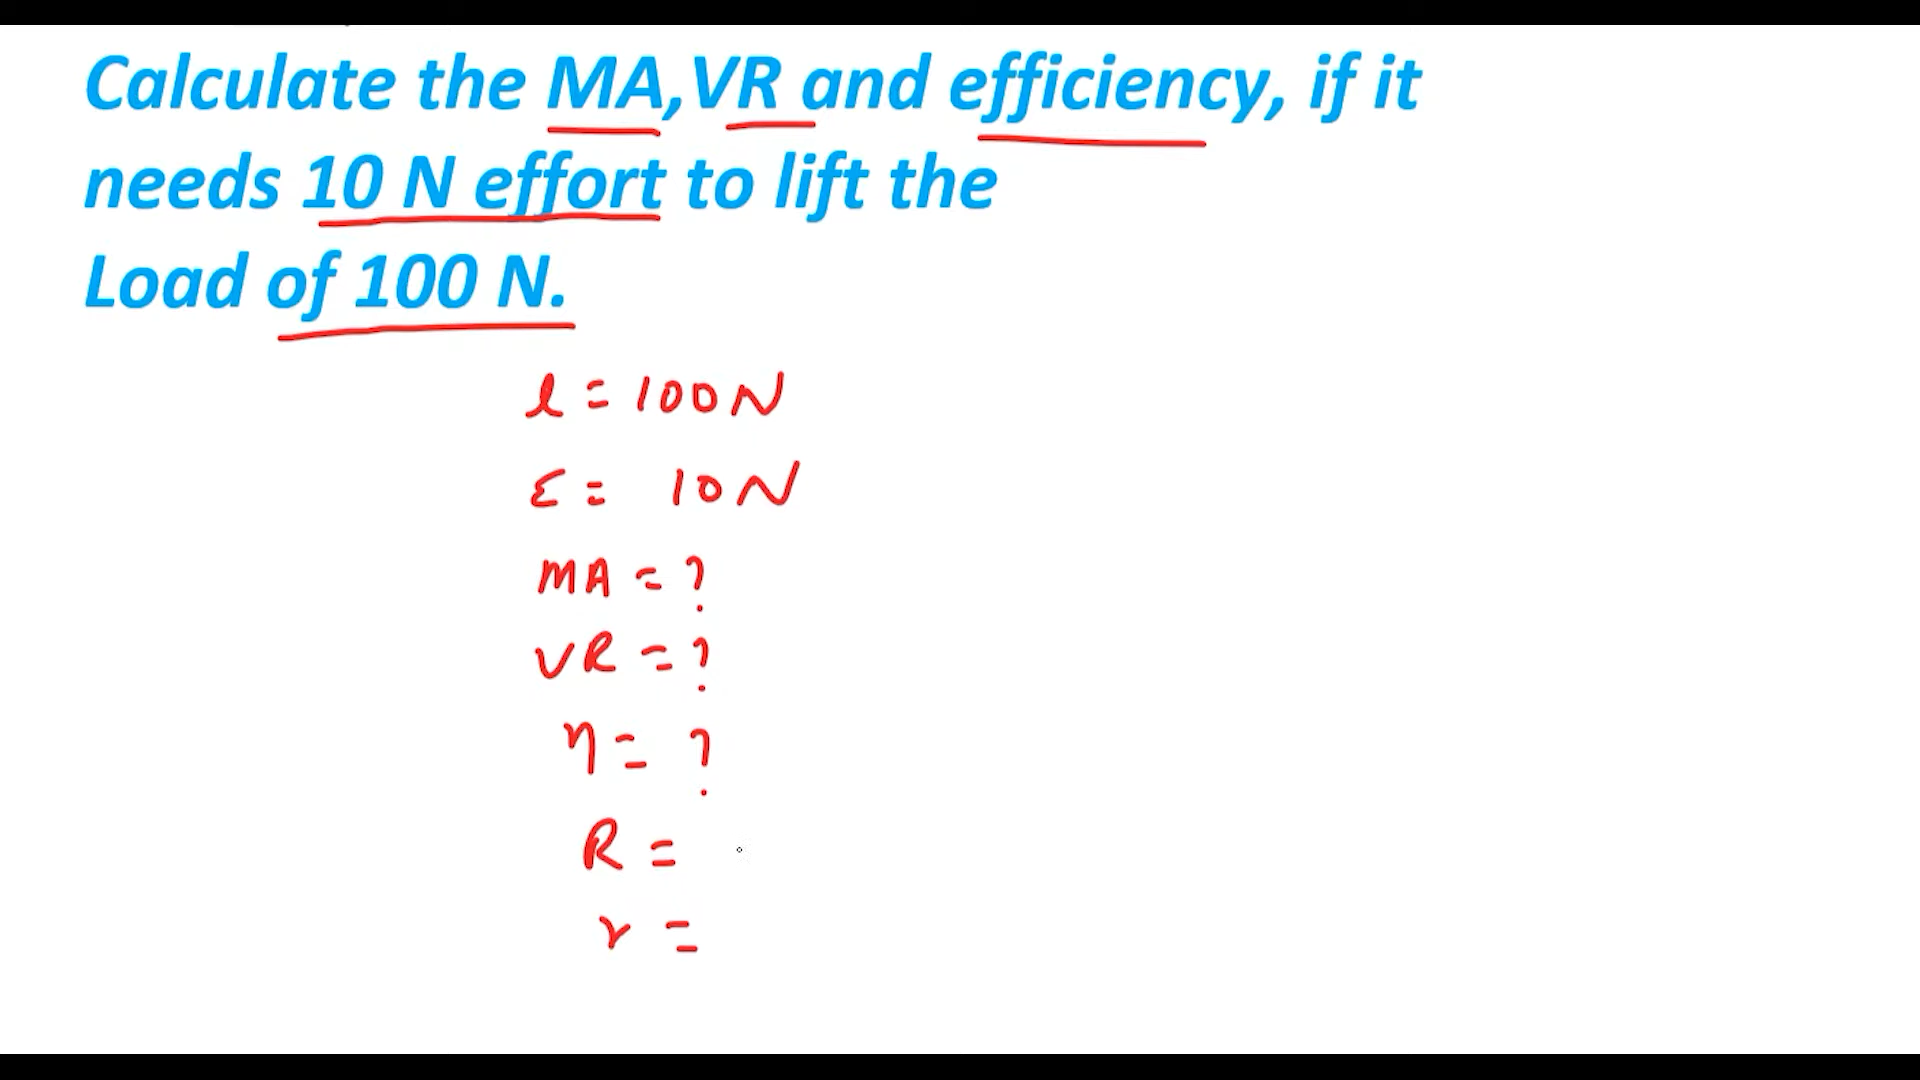 Calculate the MA,VR and efficiency, if it
needs 10 N effort to lift the
Load of 100 N.
l = 100N
ε = 10N
MA = ?
VR = ?
η = ?
R =
r =